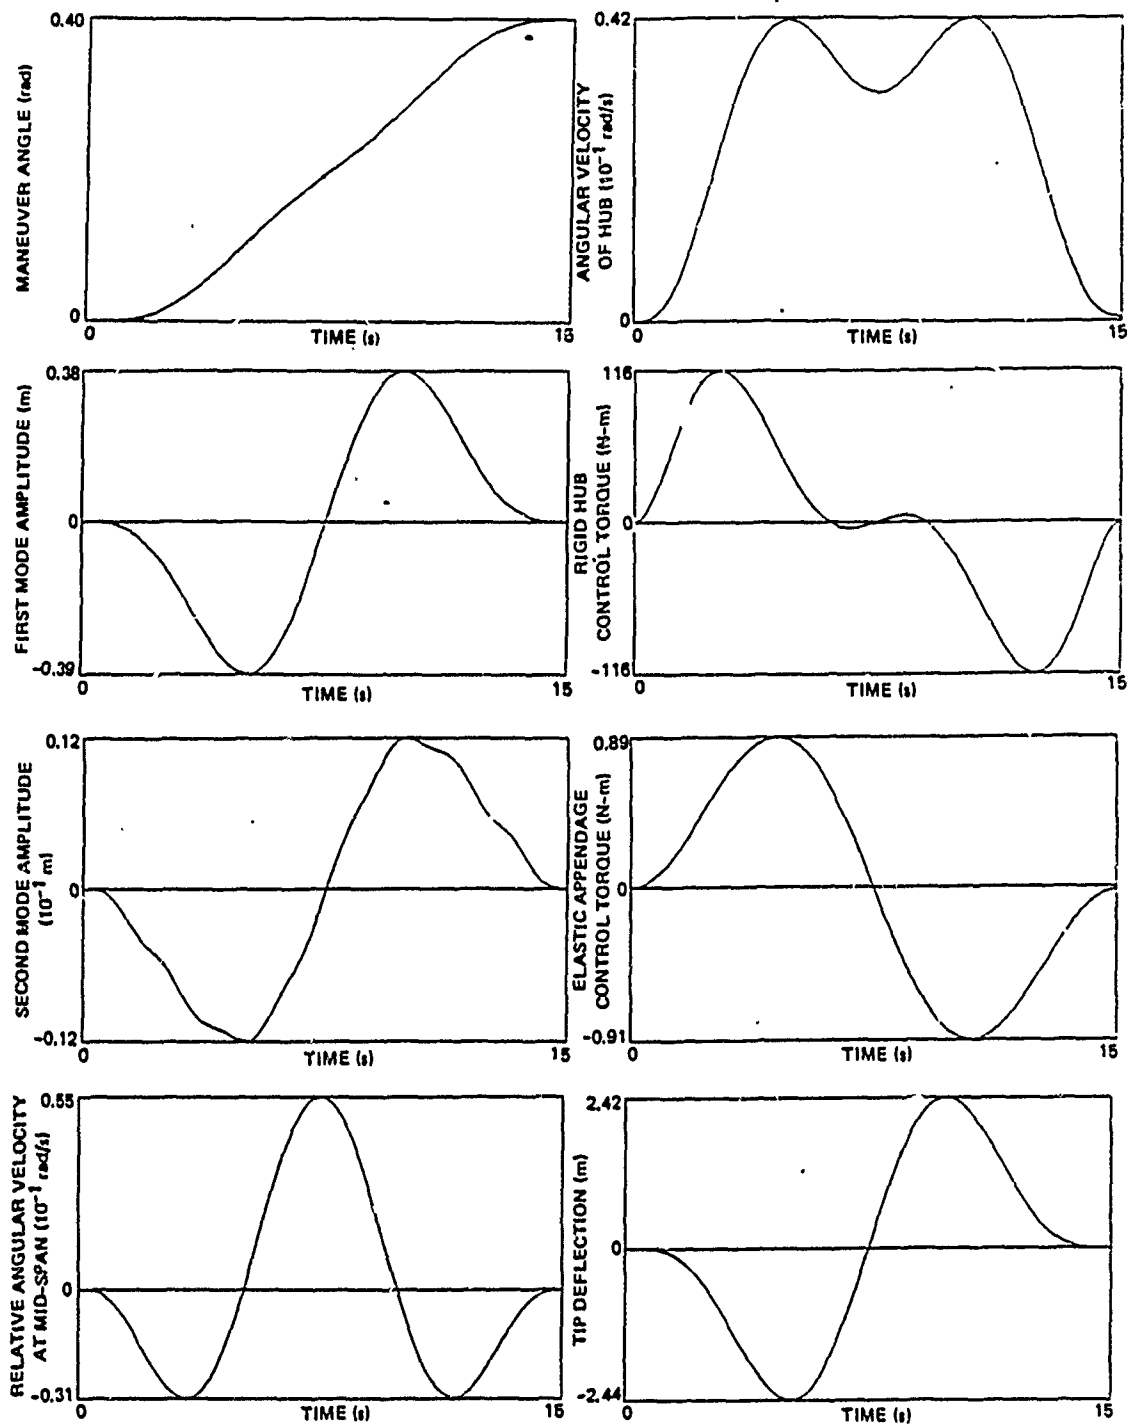 0.40
MANEUVER ANGLE (rad)
0
0
TIME (s)
15
0.42
ANGULAR VELOCITY
OF HUB (10⁻¹ rad/s)
0
0
TIME (s)
15
0.38
FIRST MODE AMPLITUDE (m)
0
-0.39
0
TIME (s)
15
116
RIGID HUB
CONTROL TORQUE (N-m)
0
-116
0
TIME (s)
15
0.12
SECOND MODE AMPLITUDE
(10⁻¹ m)
0
-0.12
0
TIME (s)
15
0.89
ELASTIC APPENDAGE
CONTROL TORQUE (N-m)
0
-0.91
0
TIME (s)
15
0.55
RELATIVE ANGULAR VELOCITY
AT MID-SPAN (10⁻¹ rad/s)
0
-0.31
0
TIME (s)
15
2.42
TIP DEFLECTION (m)
0
-2.44
0
TIME (s)
15